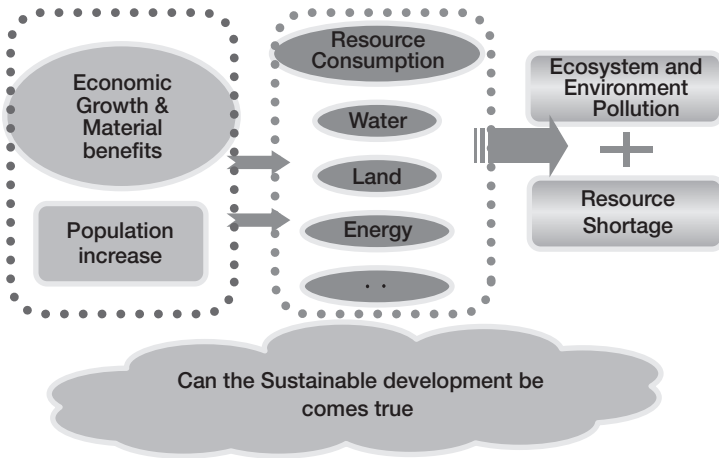 Economic
Growth &
Material
benefits
Population
increase
Resource
Consumption
Water
Land
Energy
. .
Ecosystem and
Environment
Pollution
+
Resource
Shortage
Can the Sustainable development be
comes true